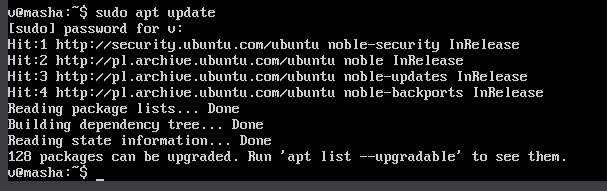 v@masha:~$ sudo apt update
[sudo] password for v:
Hit:1 http://security.ubuntu.com/ubuntu noble-security InRelease
Hit:2 http://pl.archive.ubuntu.com/ubuntu noble InRelease
Hit:3 http://pl.archive.ubuntu.com/ubuntu noble-updates InRelease
Hit:4 http://pl.archive.ubuntu.com/ubuntu noble-backports InRelease
Reading package lists... Done
Building dependency tree... Done
Reading state information... Done
128 packages can be upgraded. Run 'apt list --upgradable' to see them.
v@masha:~$ _